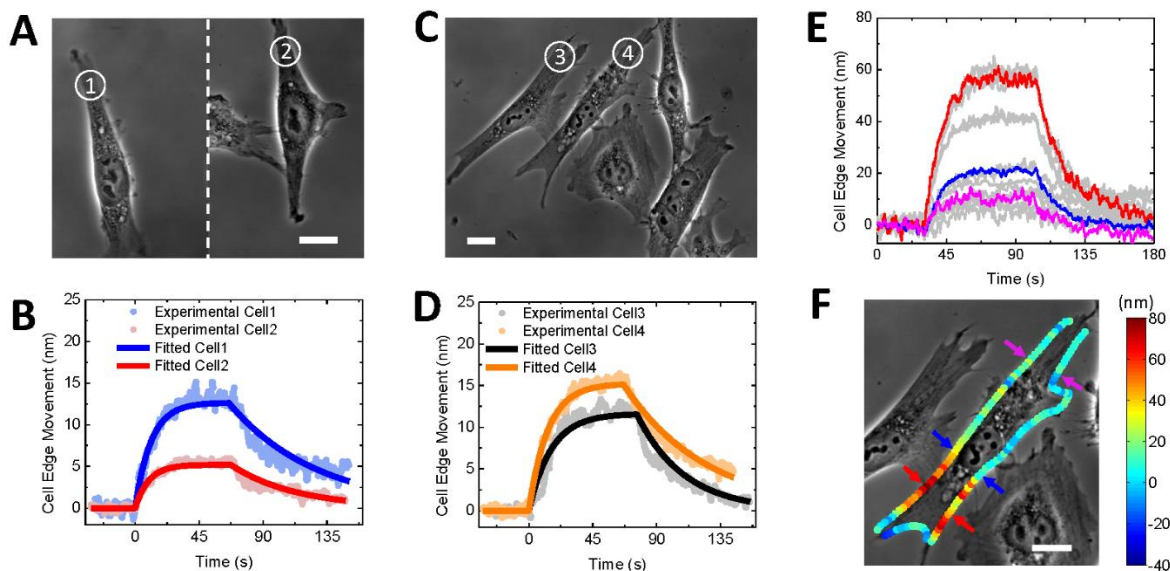 A
1
2
C
3
4
E
Cell Edge Movement (nm)
80
60
40
20
0
0 45 90 135 180
Time (s)
B
Cell Edge Movement (nm)
25
20
15
10
5
0
Experimental Cell1
Experimental Cell2
Fitted Cell1
Fitted Cell2
0 45 90 135
Time (s)
D
Cell Edge Movement (nm)
25
20
15
10
5
0
Experimental Cell3
Experimental Cell4
Fitted Cell3
Fitted Cell4
0 45 90 135
Time (s)
F
(nm)
80
60
40
20
0
-20
-40